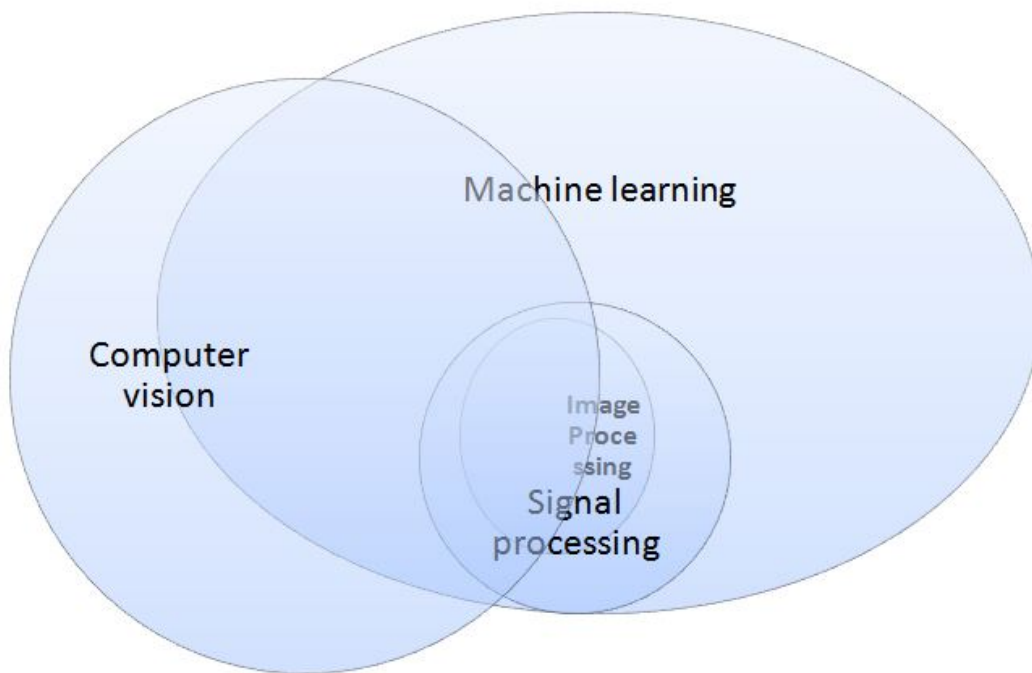 Machine learning
Computer
vision
Image
Proce
ssing
Signal
processing